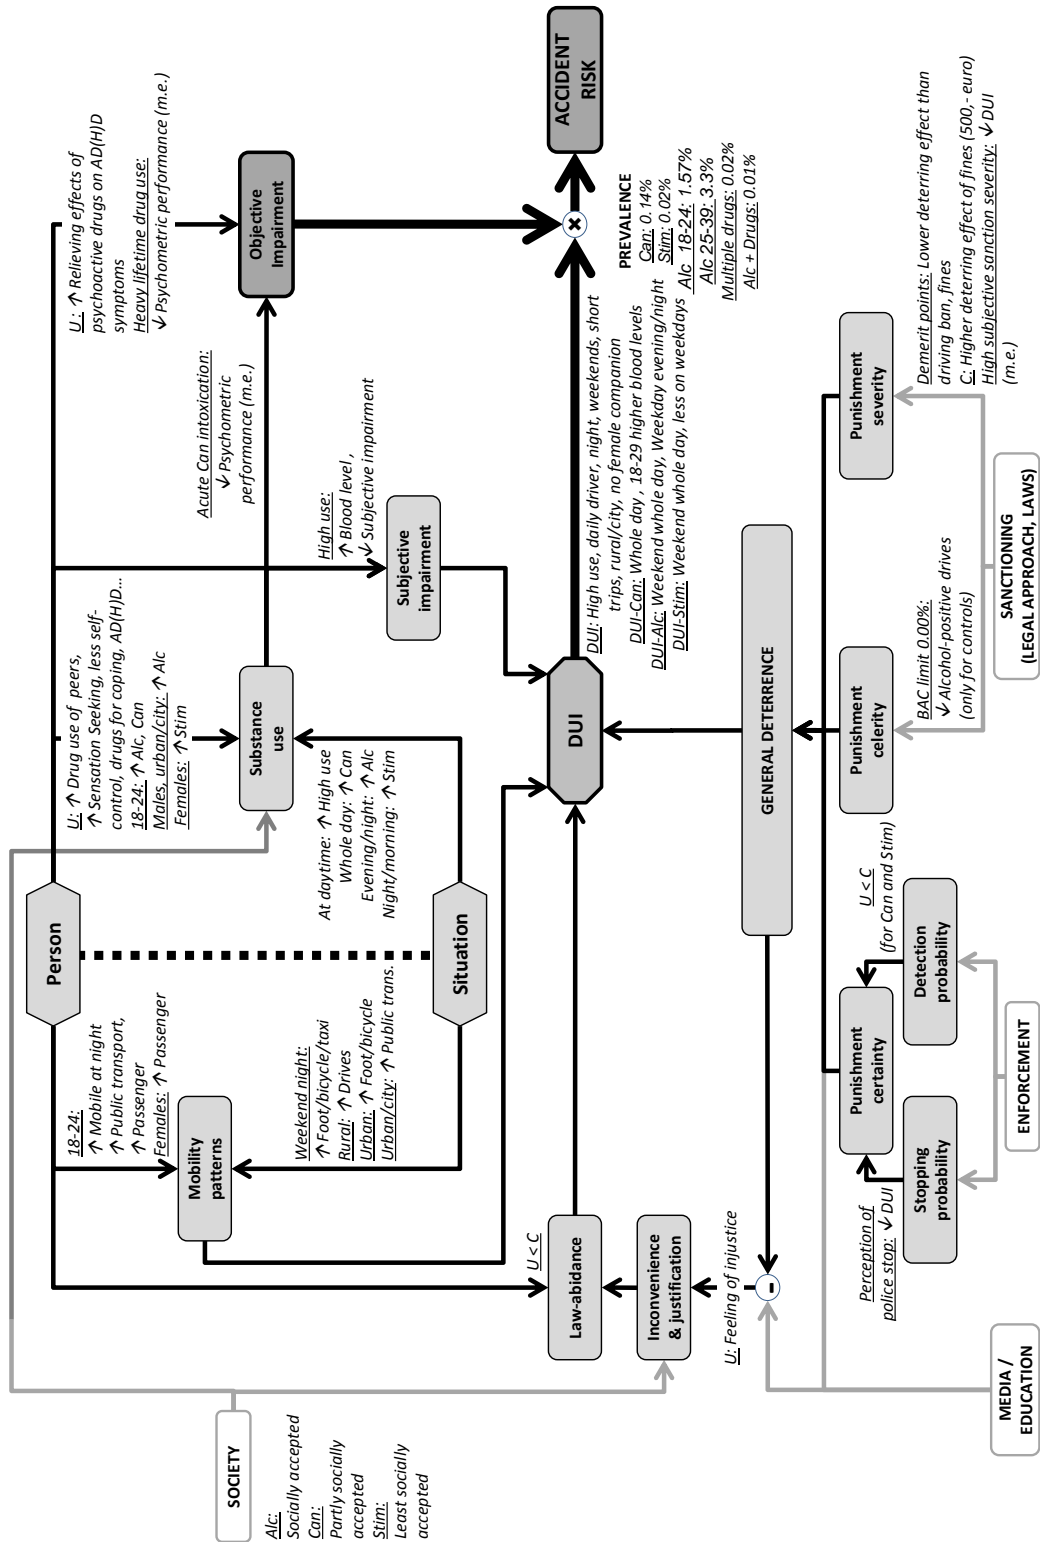 SOCIETY
Alc:
Socially accepted
Can:
Partly socially
accepted
Stim:
Least socially
accepted
Person
18-24:
↑ Mobile at night
↑ Public transport,
↑ Passenger
Females: ↑ Passenger
Mobility
patterns
Weekend night:
↑ Foot/bicycle/taxi
Rural: ↑ Drives
Urban: ↑ Foot/bicycle
Urban/city: ↑ Public trans.
Situation
U: ↑ Drug use of peers,
↑ Sensation Seeking, less self-
control, drugs for coping, AD(H)D...
18-24: ↑ Alc, Can
Males, urban/city: ↑ Alc
Females: ↑ Stim
Substance
use
At daytime: ↑ High use
Whole day: ↑ Can
Evening/night: ↑ Alc
Night/morning: ↑ Stim
Acute Can intoxication:
↓ Psychometric
performance (m.e.)
High use:
↑ Blood level ,
↓ Subjective impairment
Subjective
impairment
U : ↑ Relieving effects of
psychoactive drugs on AD(H)D
symptoms
Heavy lifetime drug use:
↓ Psychometric performance (m.e.)
Objective
Impairment
U < C
Law-abidance
Inconvenience
& justification
U: Feeling of injustice
-
DUI
DUI: High use, daily driver, night, weekends, short
trips, rural/city, no female companion
DUI-Can: Whole day , 18-29 higher blood levels
DUI-Alc: Weekend whole day, Weekday evening/night
DUI-Stim: Weekend whole day, less on weekdays
×
ACCIDENT
RISK
PREVALENCE
Can: 0.14%
Stim: 0.02%
Alc 18-24: 1.57%
Alc 25-39: 3.3%
Multiple drugs: 0.02%
Alc + Drugs: 0.01%
GENERAL DETERRENCE
Perception of
police stop: ↓ DUI
Stopping
probability
Punishment
certainty
Detection
probability
U < C
(for Can and Stim)
Punishment
celerity
BAC limit 0.00%:
↓ Alcohol-positive drives
(only for controls)
Punishment
severity
Demerit points: Lower deterring effect than
driving ban, fines
C: Higher deterring effect of fines (500,- euro)
High subjective sanction severity: ↓ DUI
(m.e.)
MEDIA /
EDUCATION
ENFORCEMENT
SANCTIONING
(LEGAL APPROACH, LAWS)